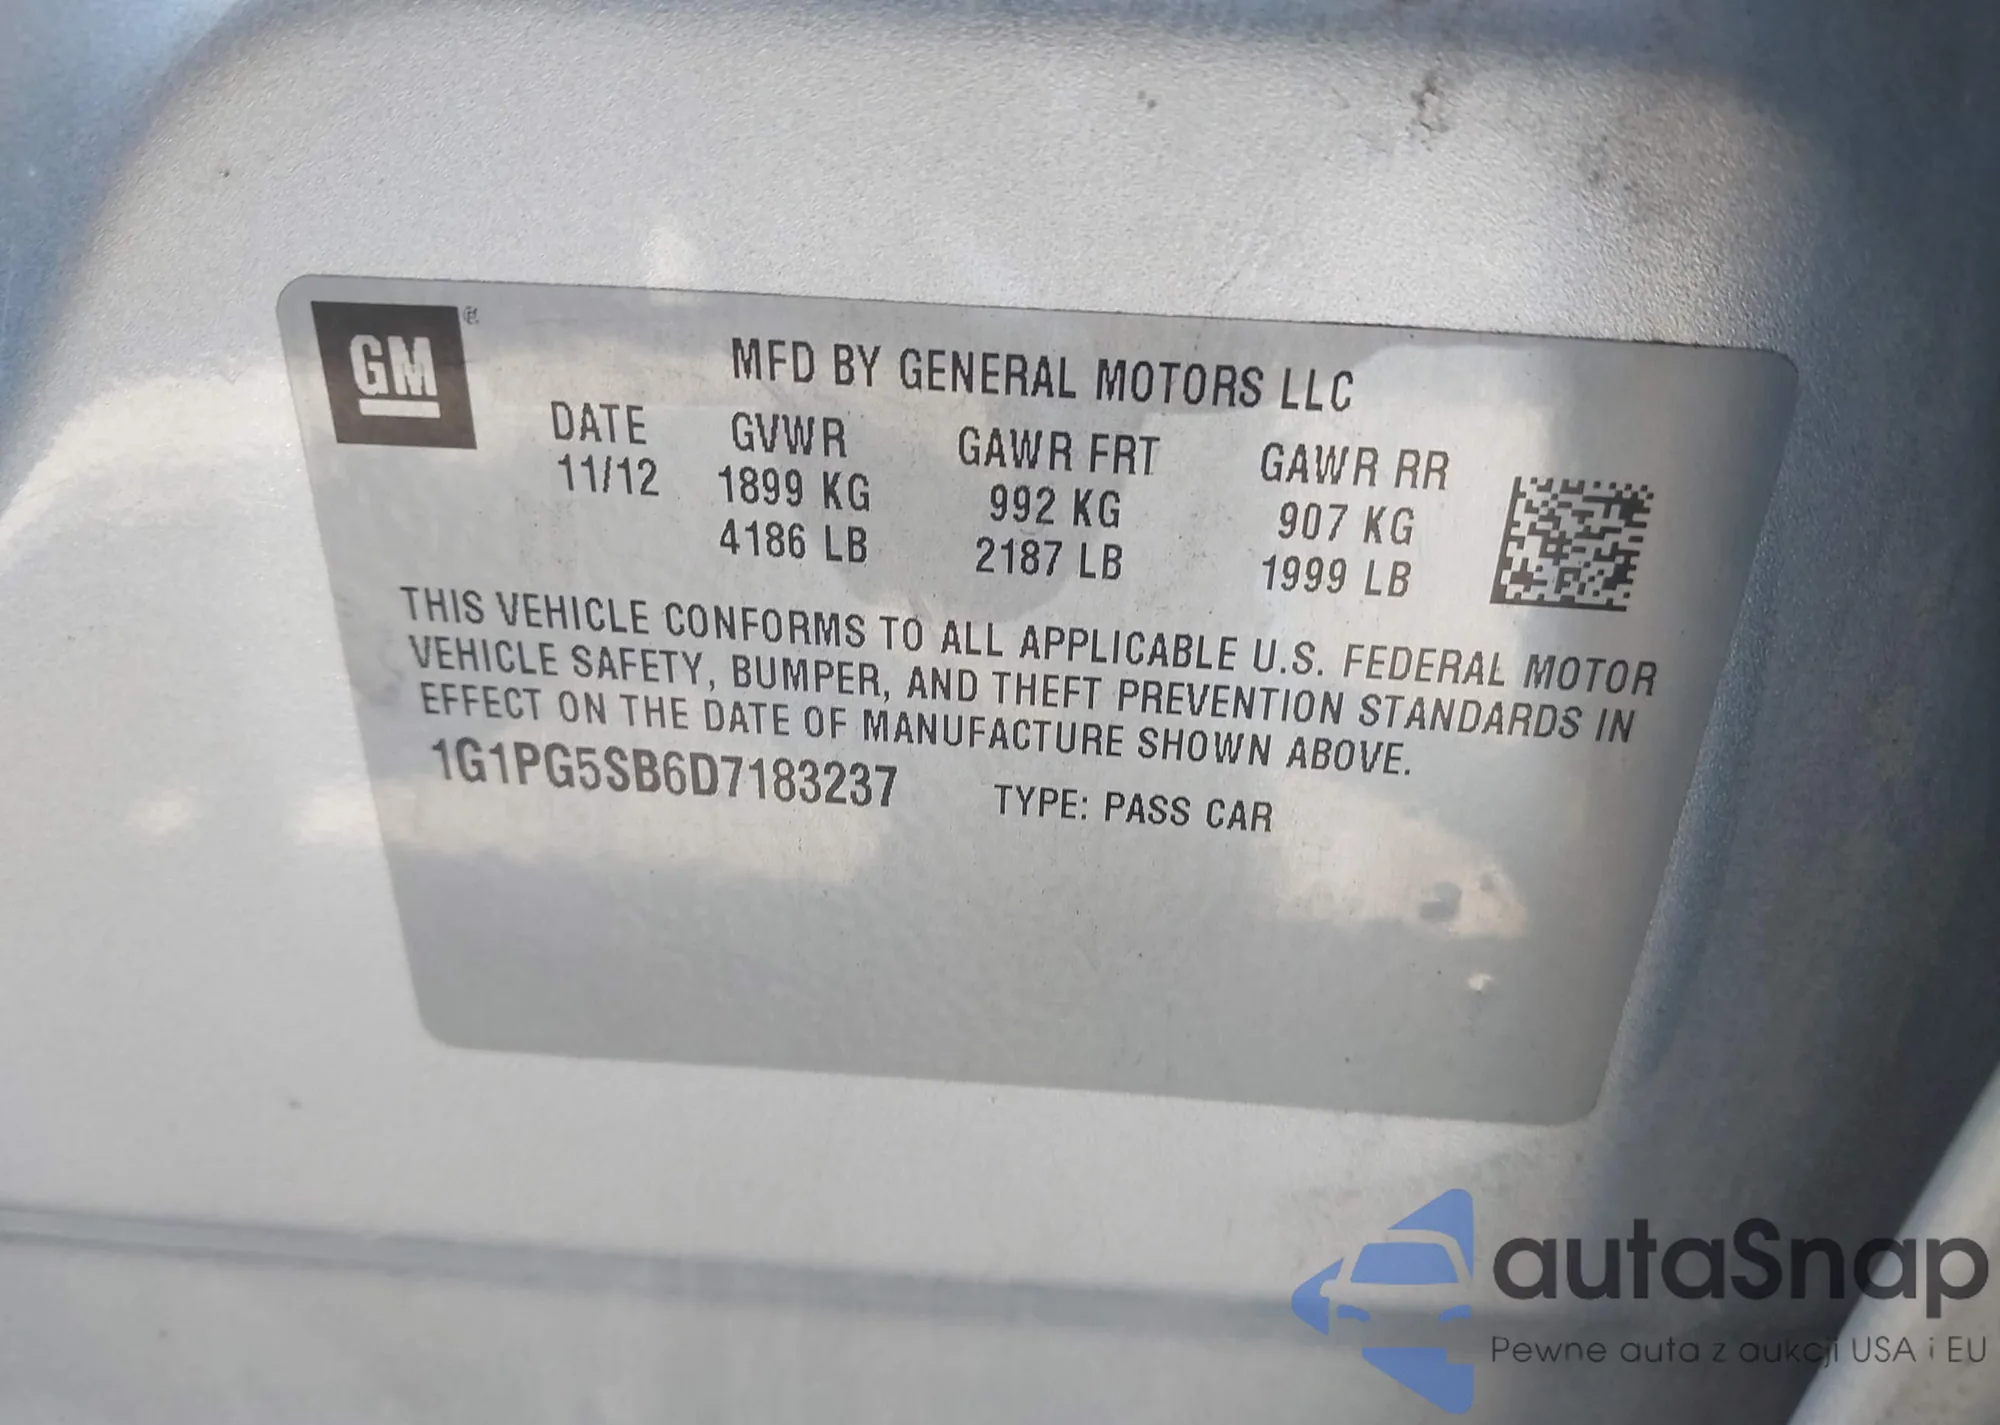 GM ®
MFD BY GENERAL MOTORS LLC
DATE GVWR GAWR FRT GAWR RR
11/12 1899 KG 992 KG 907 KG
4186 LB 2187 LB 1999 LB
THIS VEHICLE CONFORMS TO ALL APPLICABLE U.S. FEDERAL MOTOR
VEHICLE SAFETY, BUMPER, AND THEFT PREVENTION STANDARDS IN
EFFECT ON THE DATE OF MANUFACTURE SHOWN ABOVE.
1G1PG5SB6D7183237 TYPE: PASS CAR
autaSnap
Pewne auta z aukcji USA i EU